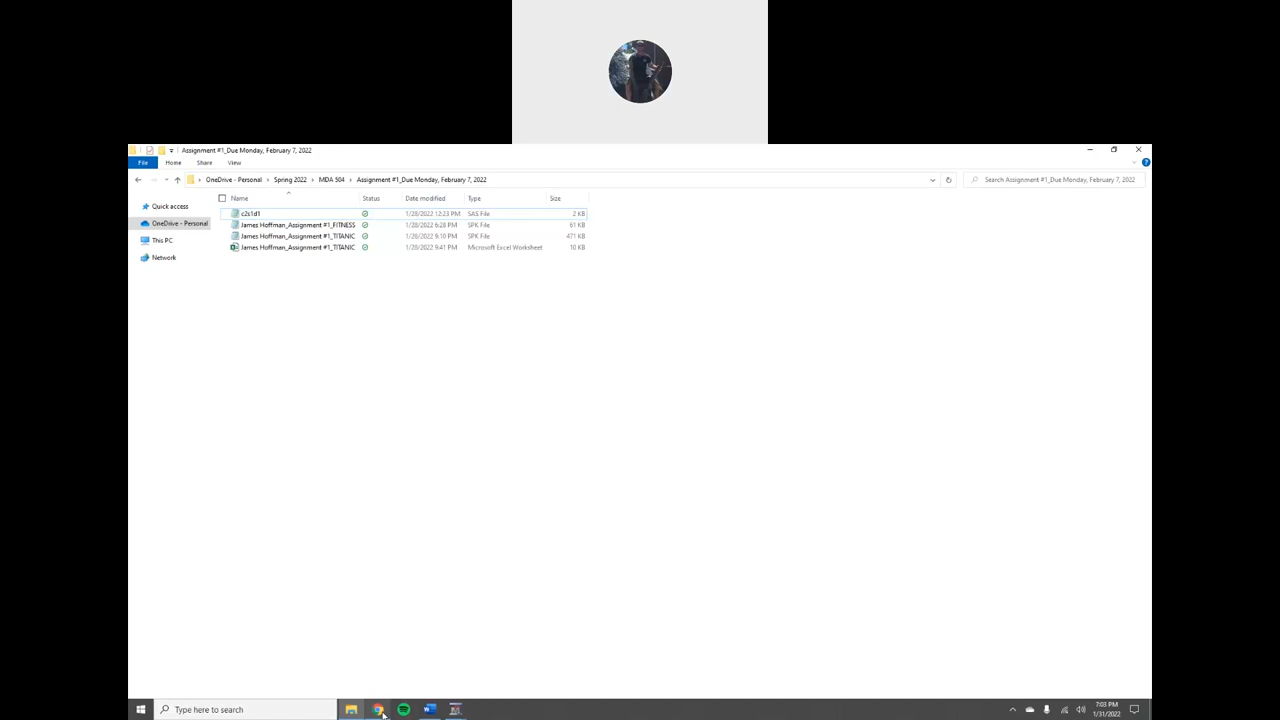 Assignment #1_Due Monday, February 7, 2022
File Home Share View
OneDrive - Personal › Spring 2022 › MDA 504 › Assignment #1_Due Monday, February 7, 2022 Search Assignment #1_Due Monday, February 7, 2022
Name Status Date modified Type Size
Quick access
OneDrive - Personal
This PC
Network
c2s1d1 1/28/2022 12:23 PM SAS File 2 KB
James Hoffman_Assignment #1_FITNESS 1/28/2022 6:28 PM SPK File 61 KB
James Hoffman_Assignment #1_TITANIC 1/28/2022 9:10 PM SPK File 471 KB
James Hoffman_Assignment #1_TITANIC 1/28/2022 9:41 PM Microsoft Excel Worksheet 10 KB
Type here to search
7:03 PM
1/31/2022